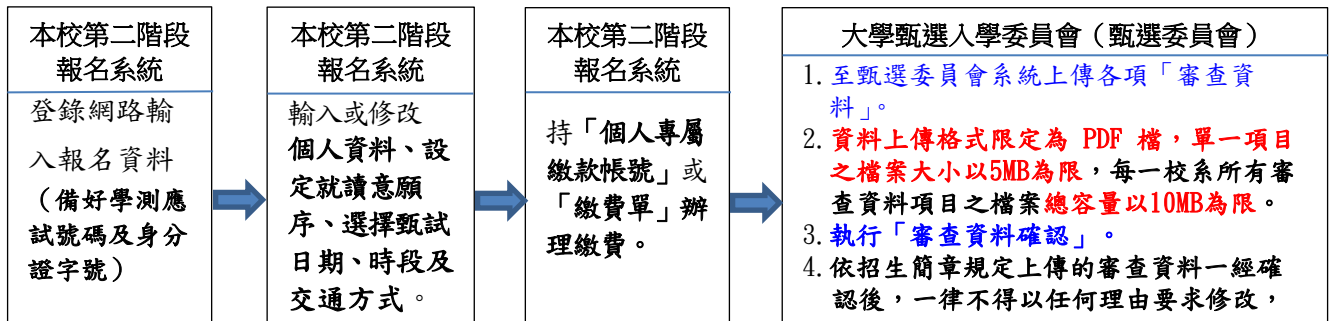 本校第二階段
報名系統
登錄網路輸
入報名資料
（備好學測應
試號碼及身分
證字號）
本校第二階段
報名系統
輸入或修改
個人資料、設
定就讀意願
序、選擇甄試
日期、時段及
交通方式。
本校第二階段
報名系統
持「個人專屬
繳款帳號」或
「繳費單」辦
理繳費。
大學甄選入學委員會（甄選委員會）
1.至甄選委員會系統上傳各項「審查資
料」。
2.資料上傳格式限定為 PDF 檔，單一項目
之檔案大小以5MB為限，每一校系所有審
查資料項目之檔案總容量以10MB為限。
3.執行「審查資料確認」。
4.依招生簡章規定上傳的審查資料一經確
認後，一律不得以任何理由要求修改，